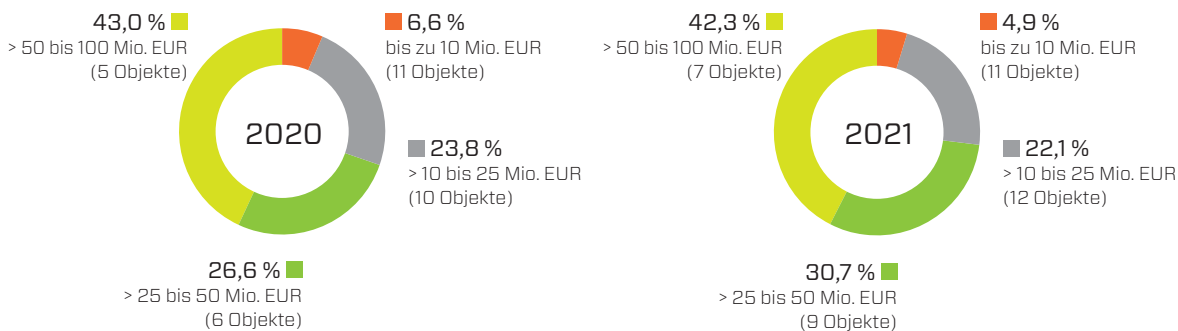 43,0 %
> 50 bis 100 Mio. EUR
(5 Objekte)
6,6 %
bis zu 10 Mio. EUR
(11 Objekte)
2020
23,8 %
> 10 bis 25 Mio. EUR
(10 Objekte)
26,6 %
> 25 bis 50 Mio. EUR
(6 Objekte)
42,3 %
> 50 bis 100 Mio. EUR
(7 Objekte)
4,9 %
bis zu 10 Mio. EUR
(11 Objekte)
2021
22,1 %
> 10 bis 25 Mio. EUR
(12 Objekte)
30,7 %
> 25 bis 50 Mio. EUR
(9 Objekte)